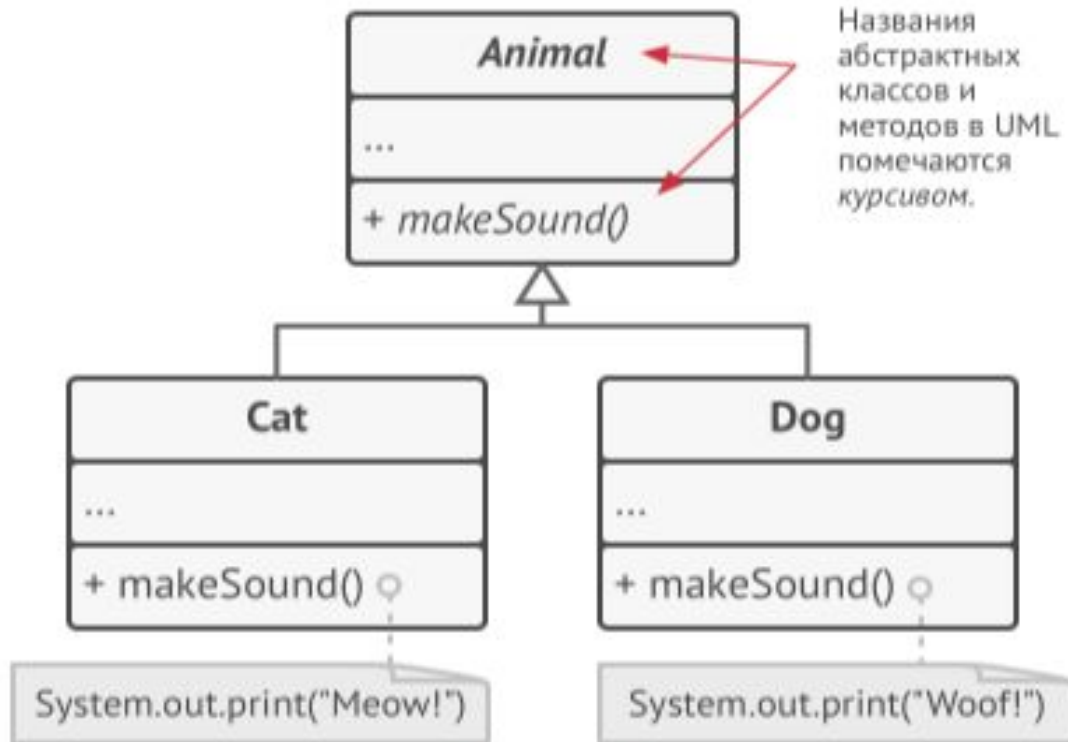 Animal
...
+ makeSound()
Названия
абстрактных
классов и
методов в UML
помечаются
курсивом.
Cat
...
+ makeSound()
System.out.print("Meow!")
Dog
...
+ makeSound()
System.out.print("Woof!")